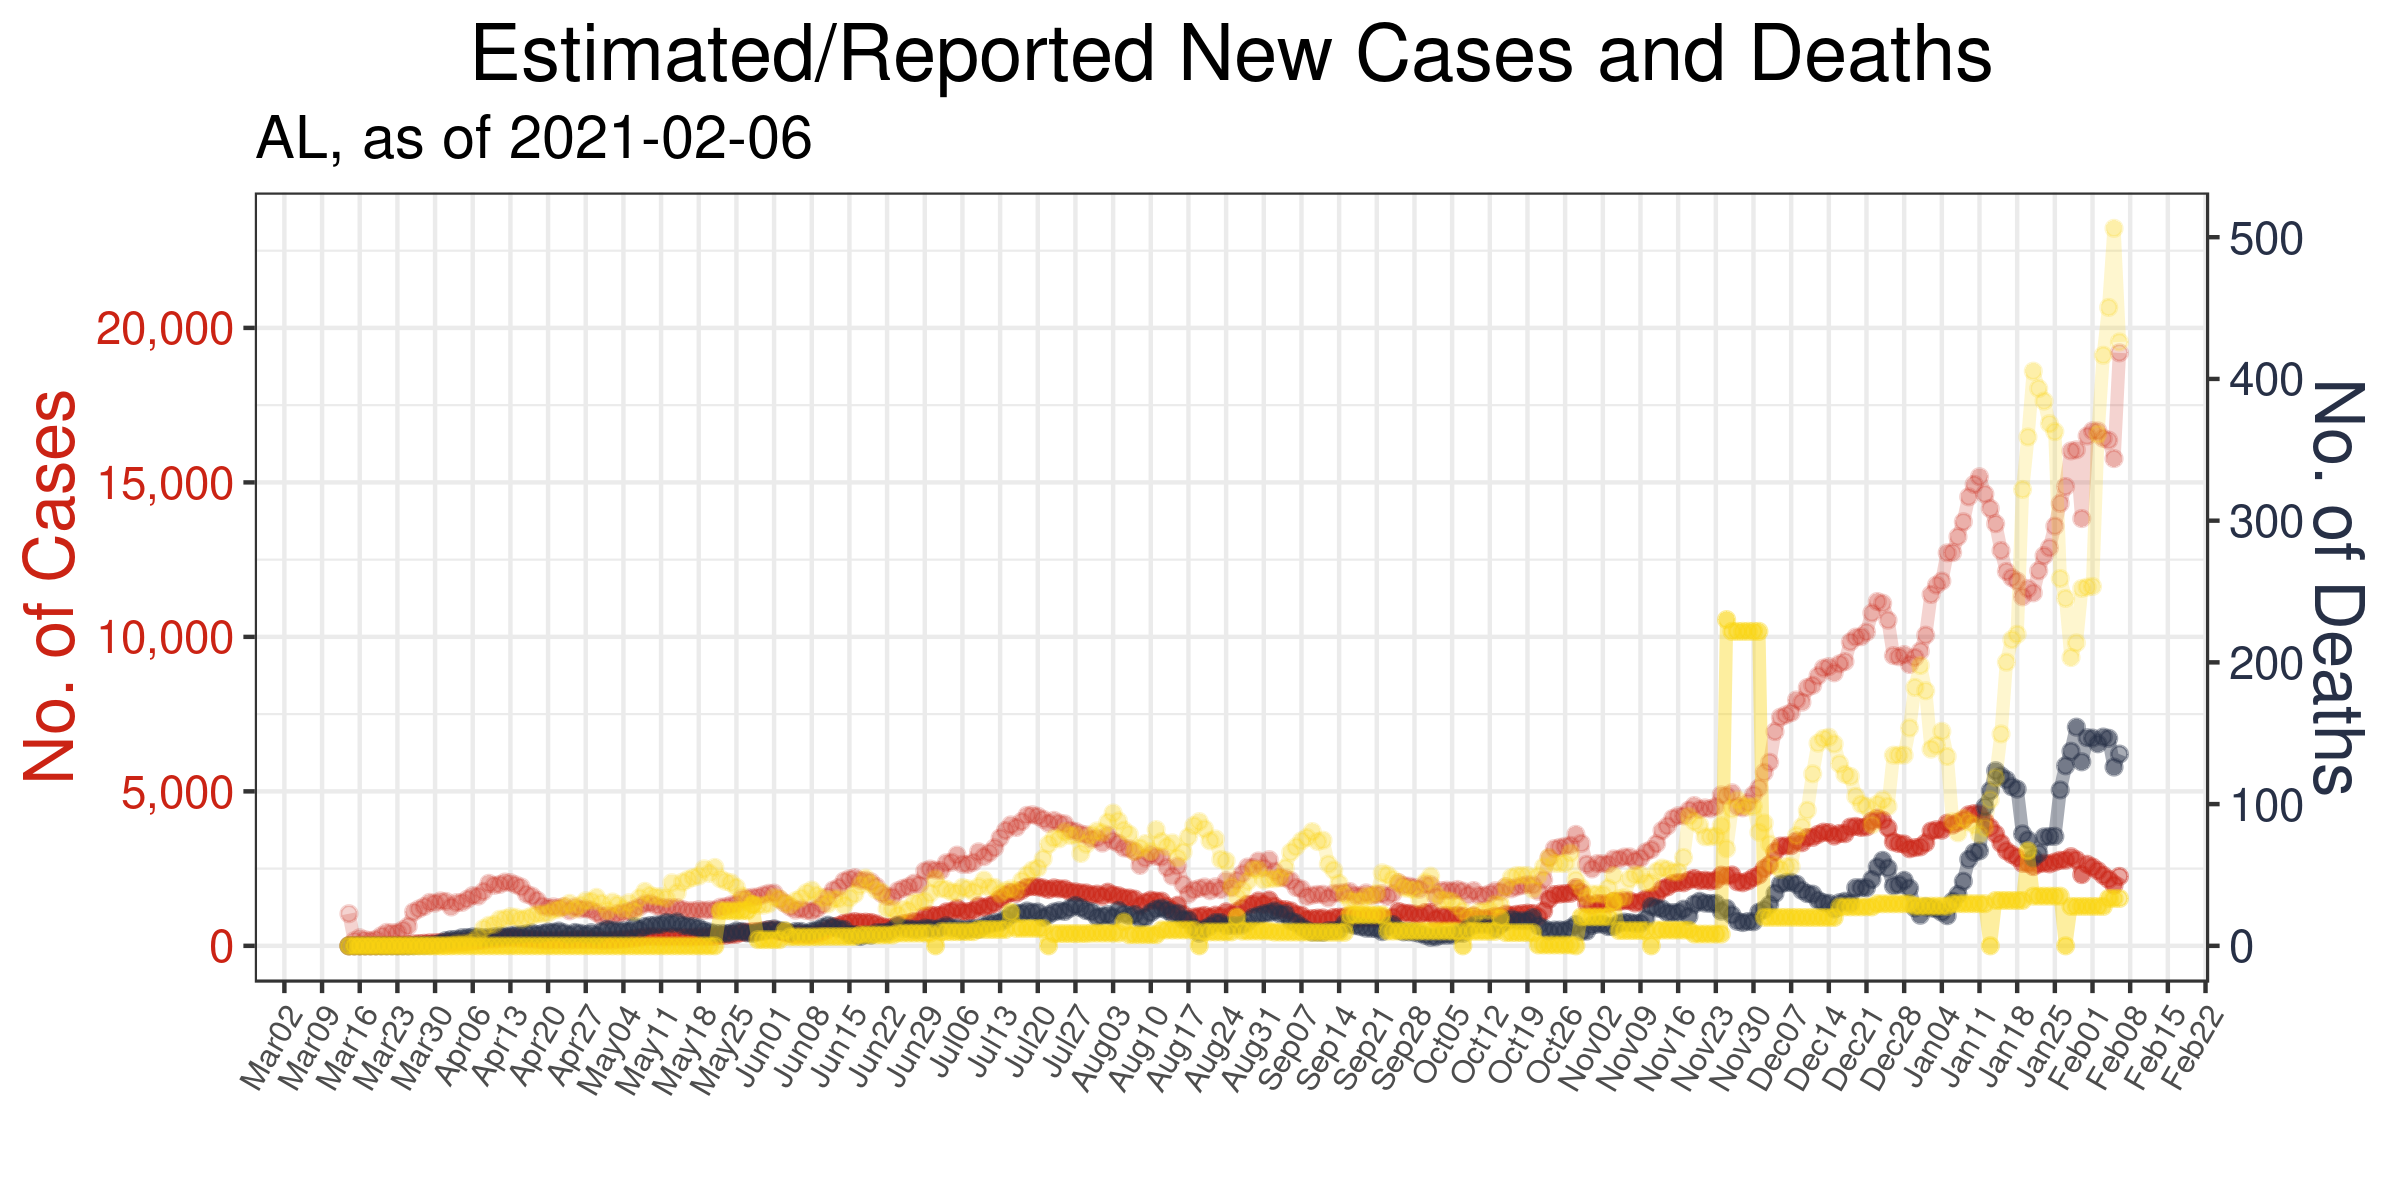 Estimated/Reported New Cases and Deaths
AL, as of 2021-02-06
No. of Cases
20,000
15,000
10,000
5,000
0
500
400
300
200
100
0
No. of Deaths
Mar02
Mar09
Mar16
Mar23
Mar30
Apr06
Apr13
Apr20
Apr27
May04
May11
May18
May25
Jun01
Jun08
Jun15
Jun22
Jun29
Jul06
Jul13
Jul20
Jul27
Aug03
Aug10
Aug17
Aug24
Aug31
Sep07
Sep14
Sep21
Sep28
Oct05
Oct12
Oct19
Oct26
Nov02
Nov09
Nov16
Nov23
Nov30
Dec07
Dec14
Dec21
Dec28
Jan04
Jan11
Jan18
Jan25
Feb01
Feb08
Feb15
Feb22